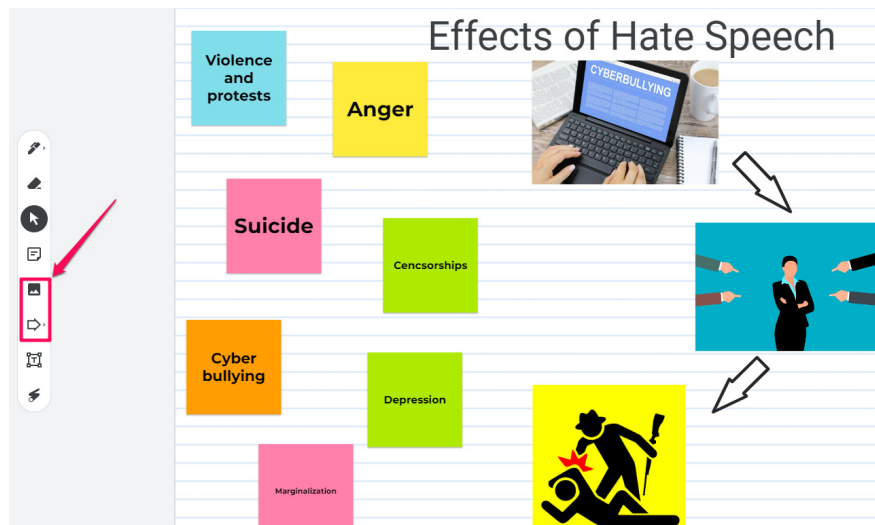 Effects of Hate Speech
Violence
and
protests
Anger
CYBERBULLYING
Suicide
Cencsorships
Cyber
bullying
Depression
Marginalization